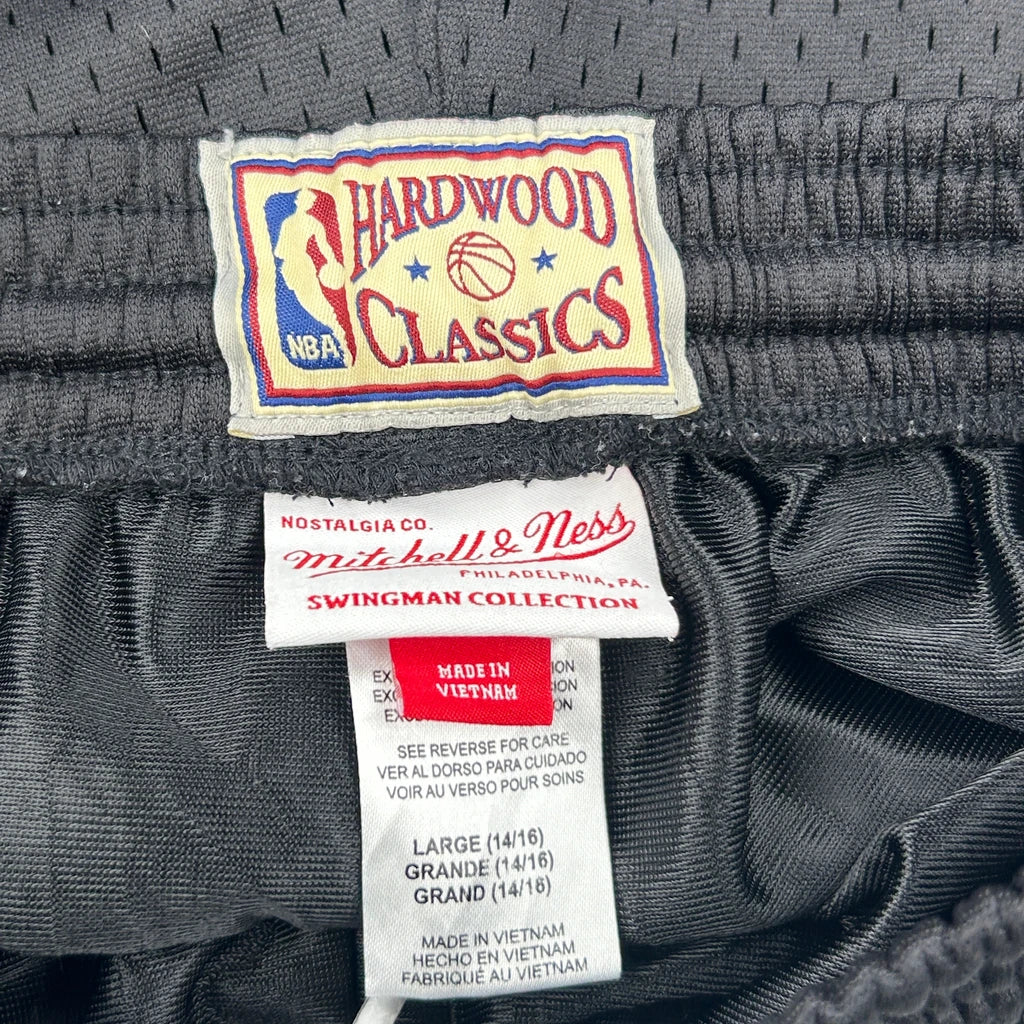 HARDWOOD
CLASSICS
NBA
NOSTALGIA CO.
Mitchell & Ness
PHILADELPHIA, PA.
SWINGMAN COLLECTION
MADE IN
VIETNAM
SEE REVERSE FOR CARE
VER AL DORSO PARA CUIDADO
VOIR AU VERSO POUR SOINS
LARGE (14/16)
GRANDE (14/16)
GRAND (14/16)
MADE IN VIETNAM
HECHO EN VIETNAM
FABRIQUÉ AU VIETNAM